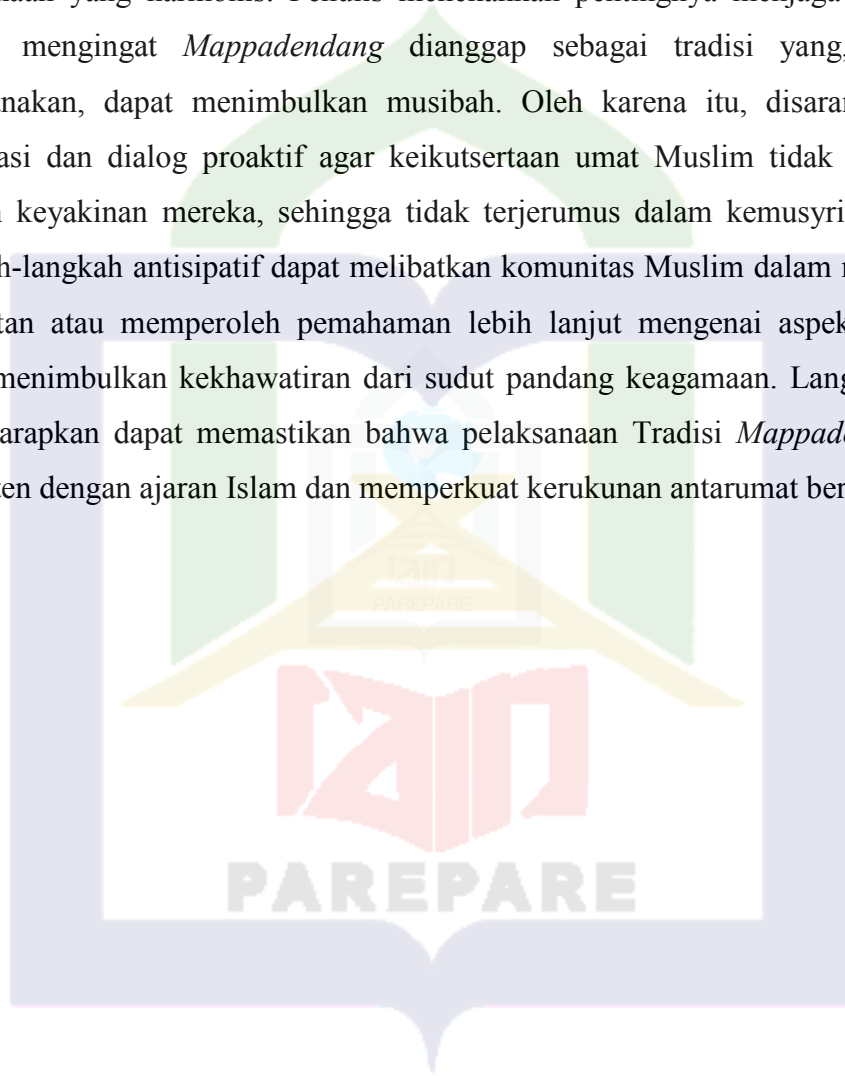 yang harmonis. Penulis menekankan pentingnya menjaga
mengingat Mappadendang dianggap sebagai tradisi yang,
nakan, dapat menimbulkan musibah. Oleh karena itu, disaran
asi dan dialog proaktif agar keikutsertaan umat Muslim tidak
keyakinan mereka, sehingga tidak terjerumus dalam kemusyri
h-langkah antisipatif dapat melibatkan komunitas Muslim dalam
tan atau memperoleh pemahaman lebih lanjut mengenai aspek
menimbulkan kekhawatiran dari sudut pandang keagamaan. Lang
arapkan dapat memastikan bahwa pelaksanaan Tradisi Mappade
ten dengan ajaran Islam dan memperkuat kerukunan antarumat ber
IAIN
PAREPARE
IAIN
PAREPARE